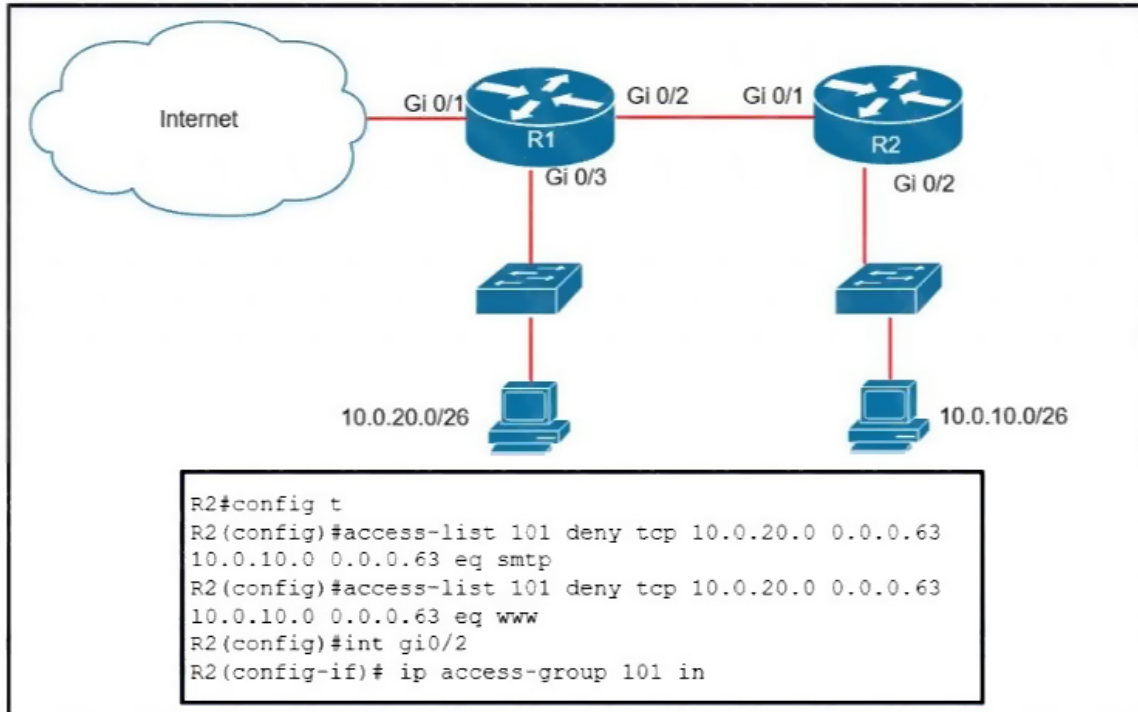 Internet
Gi 0/1
R1
Gi 0/2
Gi 0/1
R2
Gi 0/3
Gi 0/2
10.0.20.0/26
10.0.10.0/26
R2#config t
R2(config)#access-list 101 deny tcp 10.0.20.0 0.0.0.63
10.0.10.0 0.0.0.63 eq smtp
R2(config)#access-list 101 deny tcp 10.0.20.0 0.0.0.63
10.0.10.0 0.0.0.63 eq www
R2(config)#int gi0/2
R2(config-if)# ip access-group 101 in